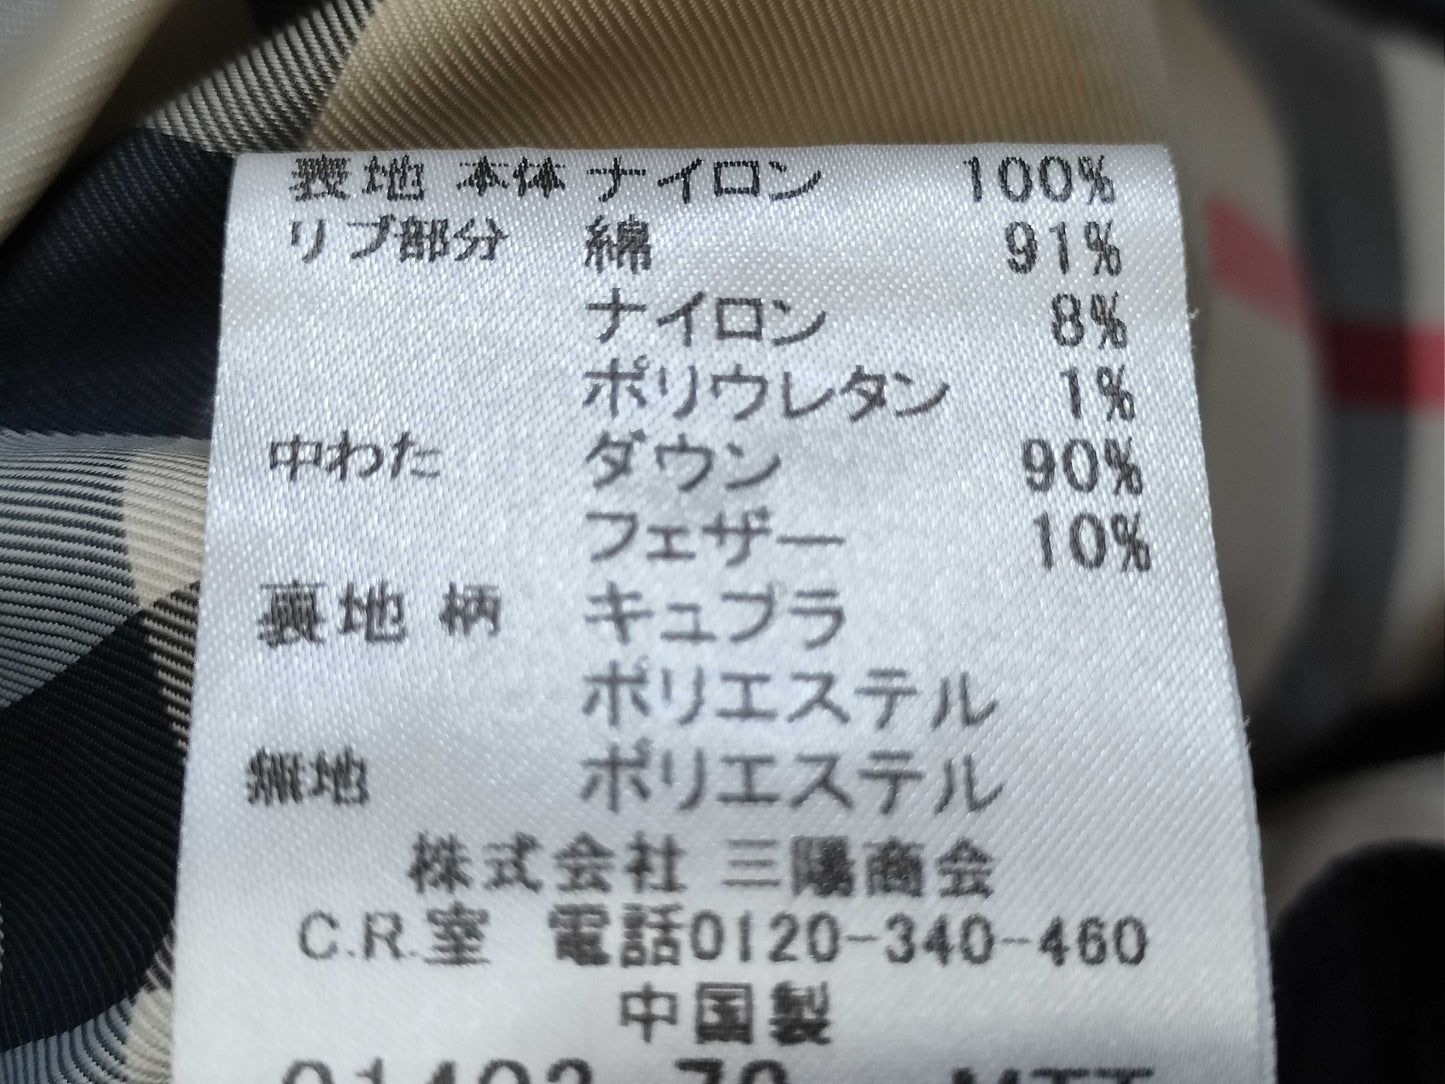 表地 本体 ナイロン 100%
リブ部分 綿 91%
ナイロン 8%
ポリウレタン 1%
中わた ダウン 90%
フェザー 10%
裏地 柄 キュプラ
ポリエステル
無地 ポリエステル
株式会社 三陽商会
C.R.室 電話0120-340-460
中国製